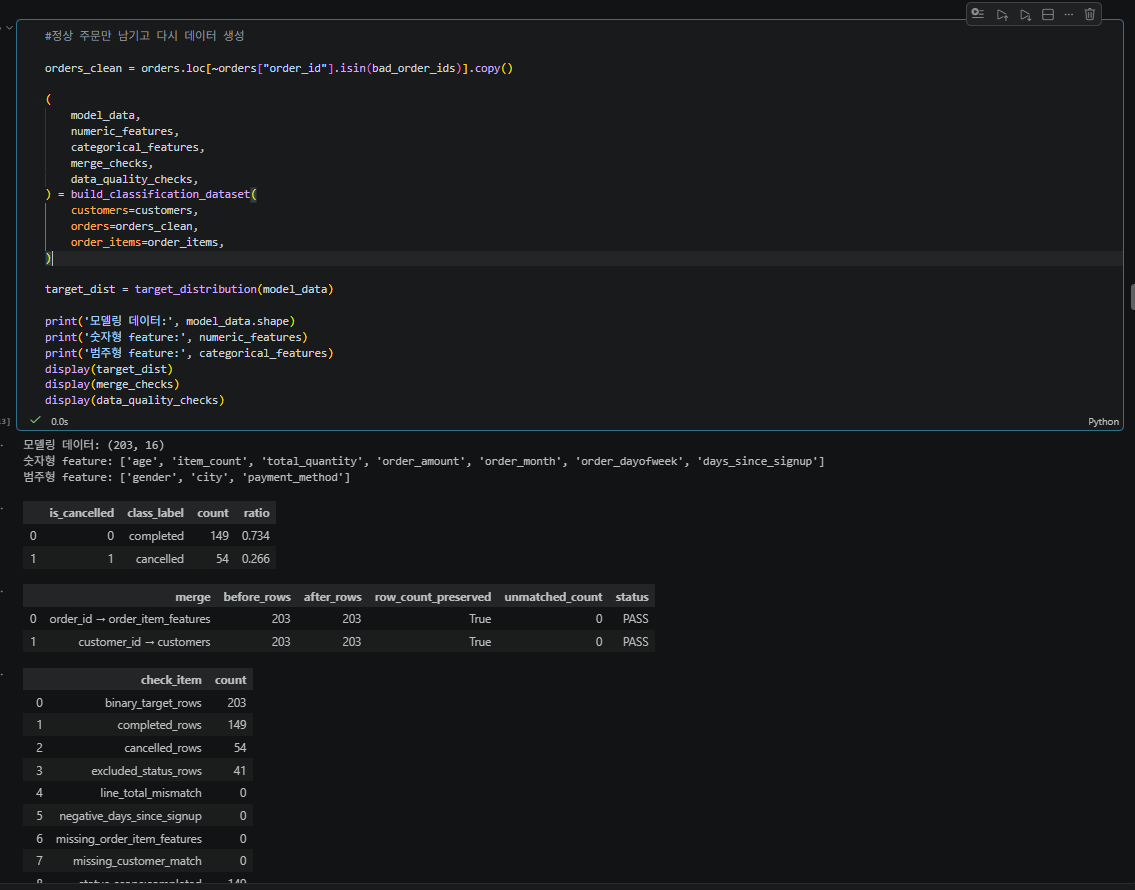 #정상 주문만 남기고 다시 데이터 생성
orders_clean = orders.loc[~orders["order_id"].isin(bad_order_ids)].copy()
(
    model_data,
    numeric_features,
    categorical_features,
    merge_checks,
    data_quality_checks,
) = build_classification_dataset(
    customers=customers,
    orders=orders_clean,
    order_items=order_items,
)
target_dist = target_distribution(model_data)
print('모델링 데이터:', model_data.shape)
print('숫자형 feature:', numeric_features)
print('범주형 feature:', categorical_features)
display(target_dist)
display(merge_checks)
display(data_quality_checks)
3] 0.0s Python
모델링 데이터: (203, 16)
숫자형 feature: ['age', 'item_count', 'total_quantity', 'order_amount', 'order_month', 'order_dayofweek', 'days_since_signup']
범주형 feature: ['gender', 'city', 'payment_method']
is_cancelled class_label count ratio
0 0 completed 149 0.734
1 1 cancelled 54 0.266
merge before_rows after_rows row_count_preserved unmatched_count status
0 order_id → order_item_features 203 203 True 0 PASS
1 customer_id → customers 203 203 True 0 PASS
check_item count
0 binary_target_rows 203
1 completed_rows 149
2 cancelled_rows 54
3 excluded_status_rows 41
4 line_total_mismatch 0
5 negative_days_since_signup 0
6 missing_order_item_features 0
7 missing_customer_match 0